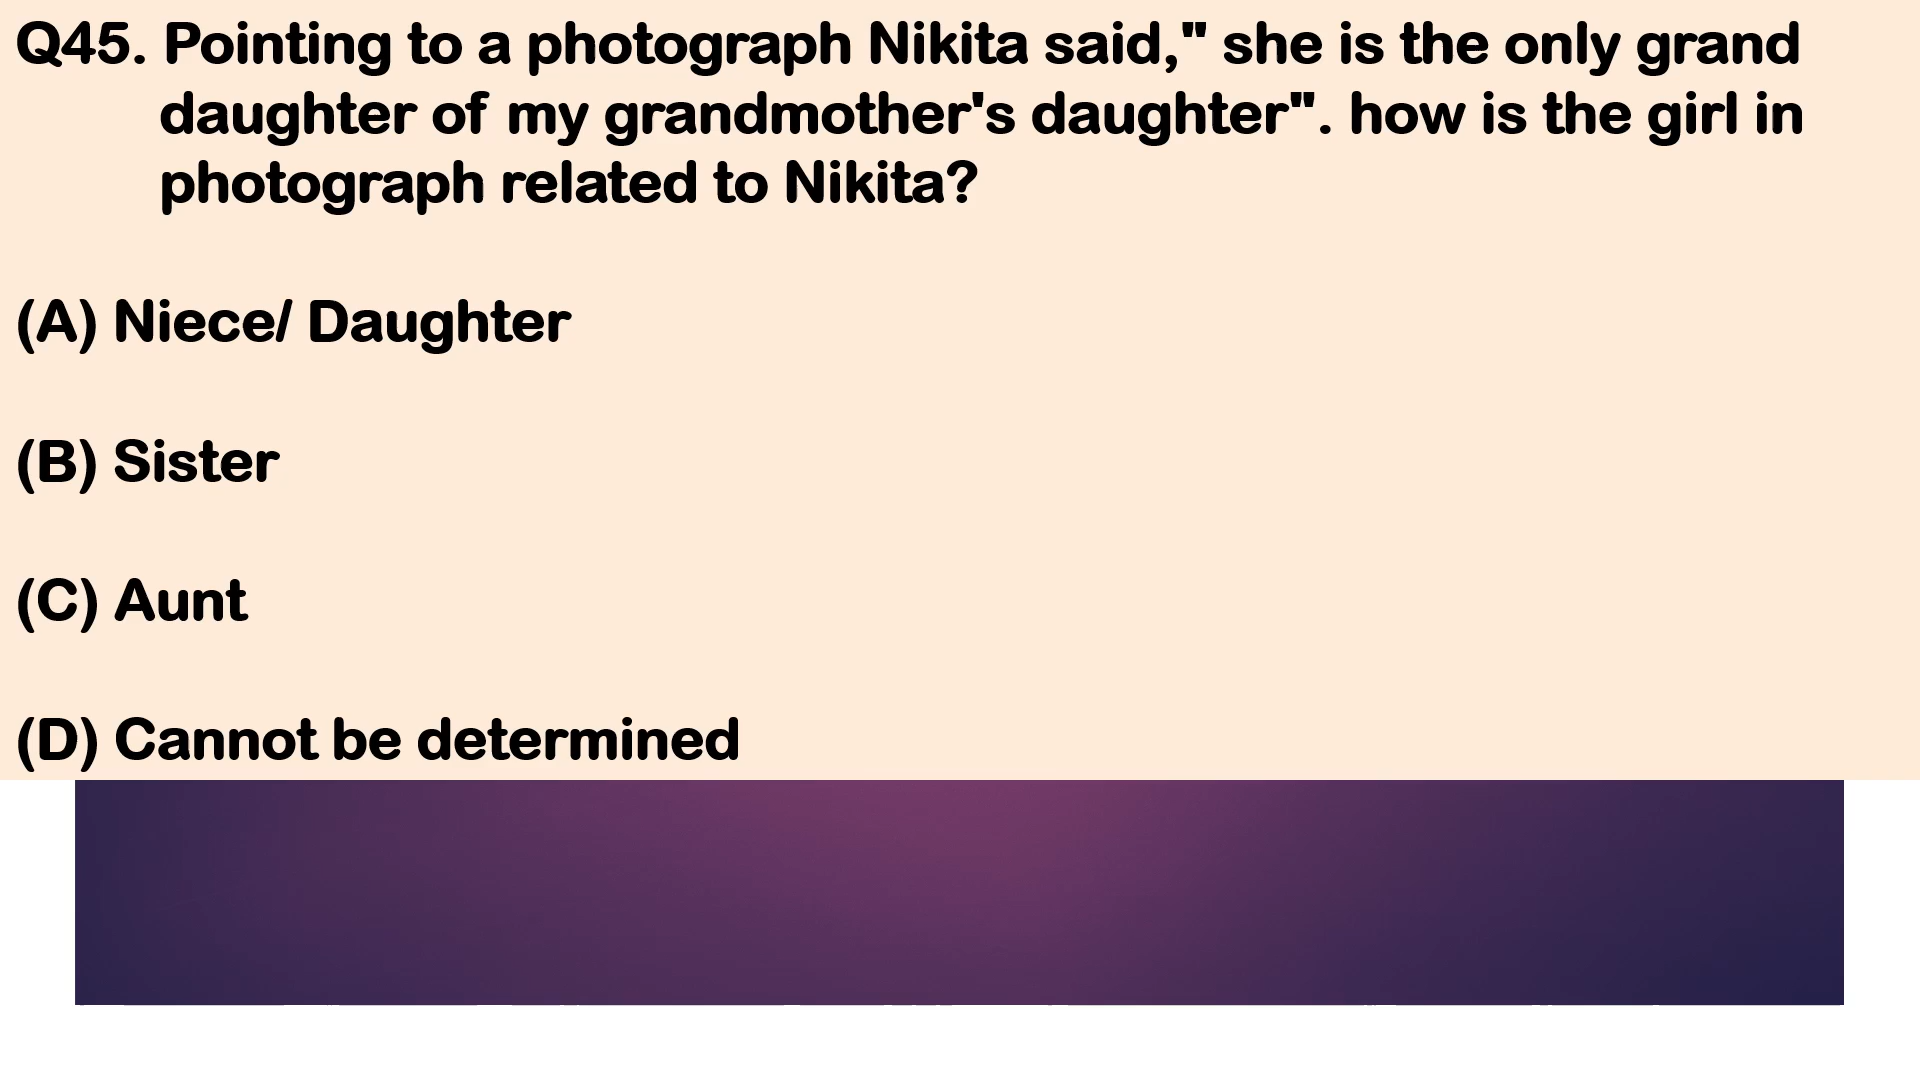 Q45. Pointing to a photograph Nikita said," she is the only grand
daughter of my grandmother's daughter". how is the girl in
photograph related to Nikita?
(A) Niece/ Daughter
(B) Sister
(C) Aunt
(D) Cannot be determined